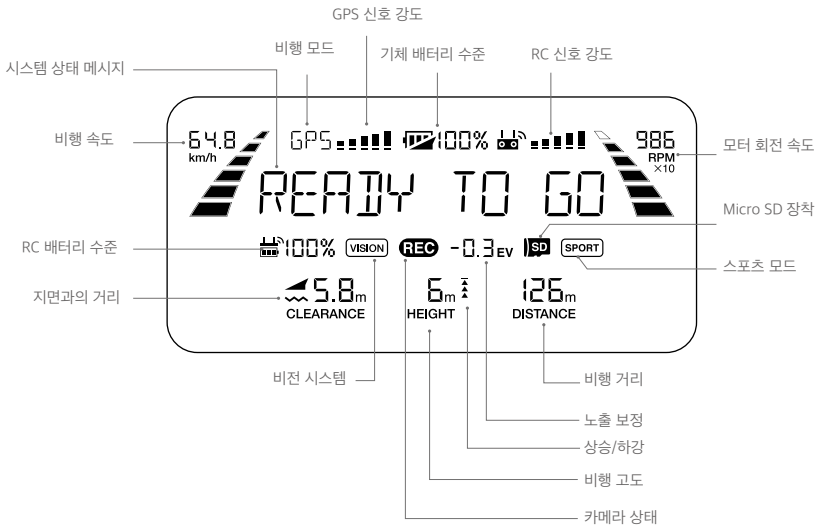 GPS 신호 강도
비행 모드
기체 배터리 수준
RC 신호 강도
시스템 상태 메시지
비행 속도
64.8
km/h
GPS
100%
986
RPM
×10
모터 회전 속도
READY TO GO
Micro SD 장착
RC 배터리 수준
100%
VISION
REC
-0.3 EV
SD
SPORT
스포츠 모드
지면과의 거리
5.8m
CLEARANCE
6m
HEIGHT
126m
DISTANCE
비전 시스템
비행 거리
노출 보정
상승/하강
비행 고도
카메라 상태